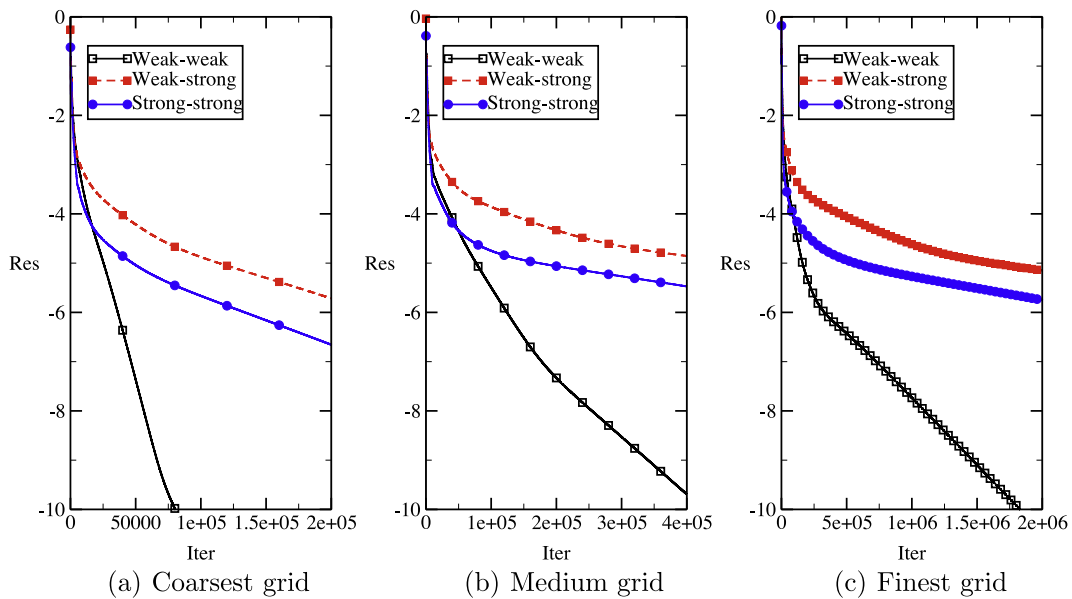 0
-2
-4
Res
-6
-8
-10
Weak-weak
Weak-strong
Strong-strong
0 50000 1e+05 1.5e+05 2e+05
Iter
(a) Coarsest grid
0
-2
-4
Res
-6
-8
-10
Weak-weak
Weak-strong
Strong-strong
0 1e+05 2e+05 3e+05 4e+05
Iter
(b) Medium grid
0
-2
-4
Res
-6
-8
-10
Weak-weak
Weak-strong
Strong-strong
0 5e+05 1e+06 1.5e+06 2e+06
Iter
(c) Finest grid